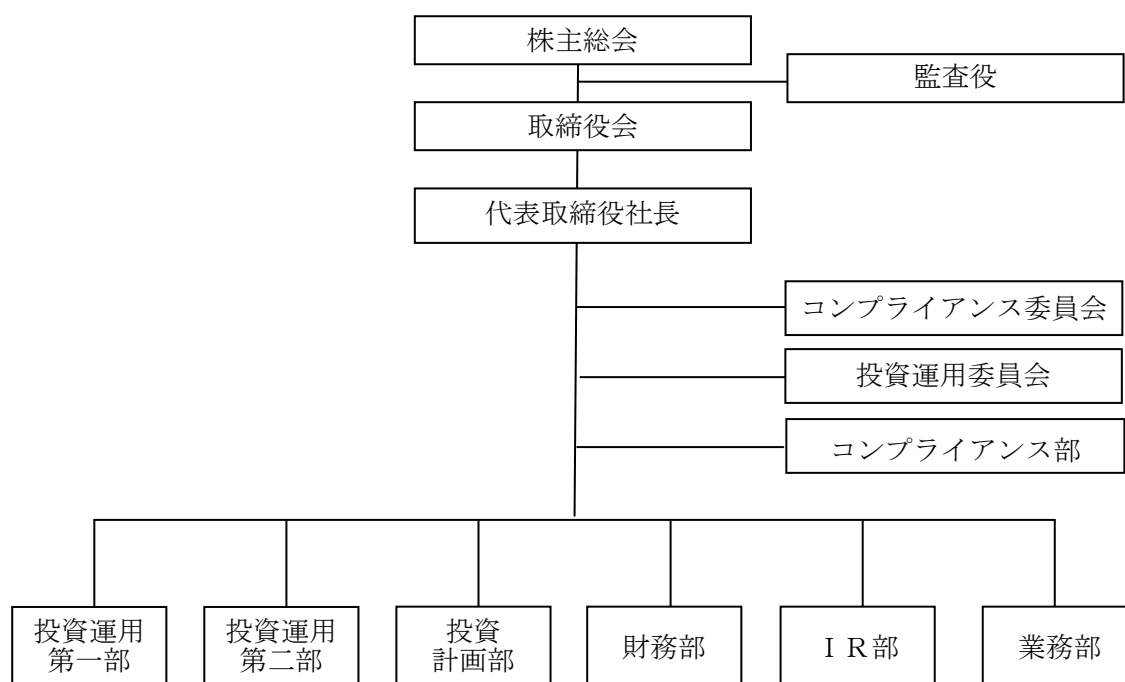 株主総会
監査役
取締役会
代表取締役社長
コンプライアンス委員会
投資運用委員会
コンプライアンス部
投資運用
第一部
投資運用
第二部
投資
計画部
財務部
ＩＲ部
業務部